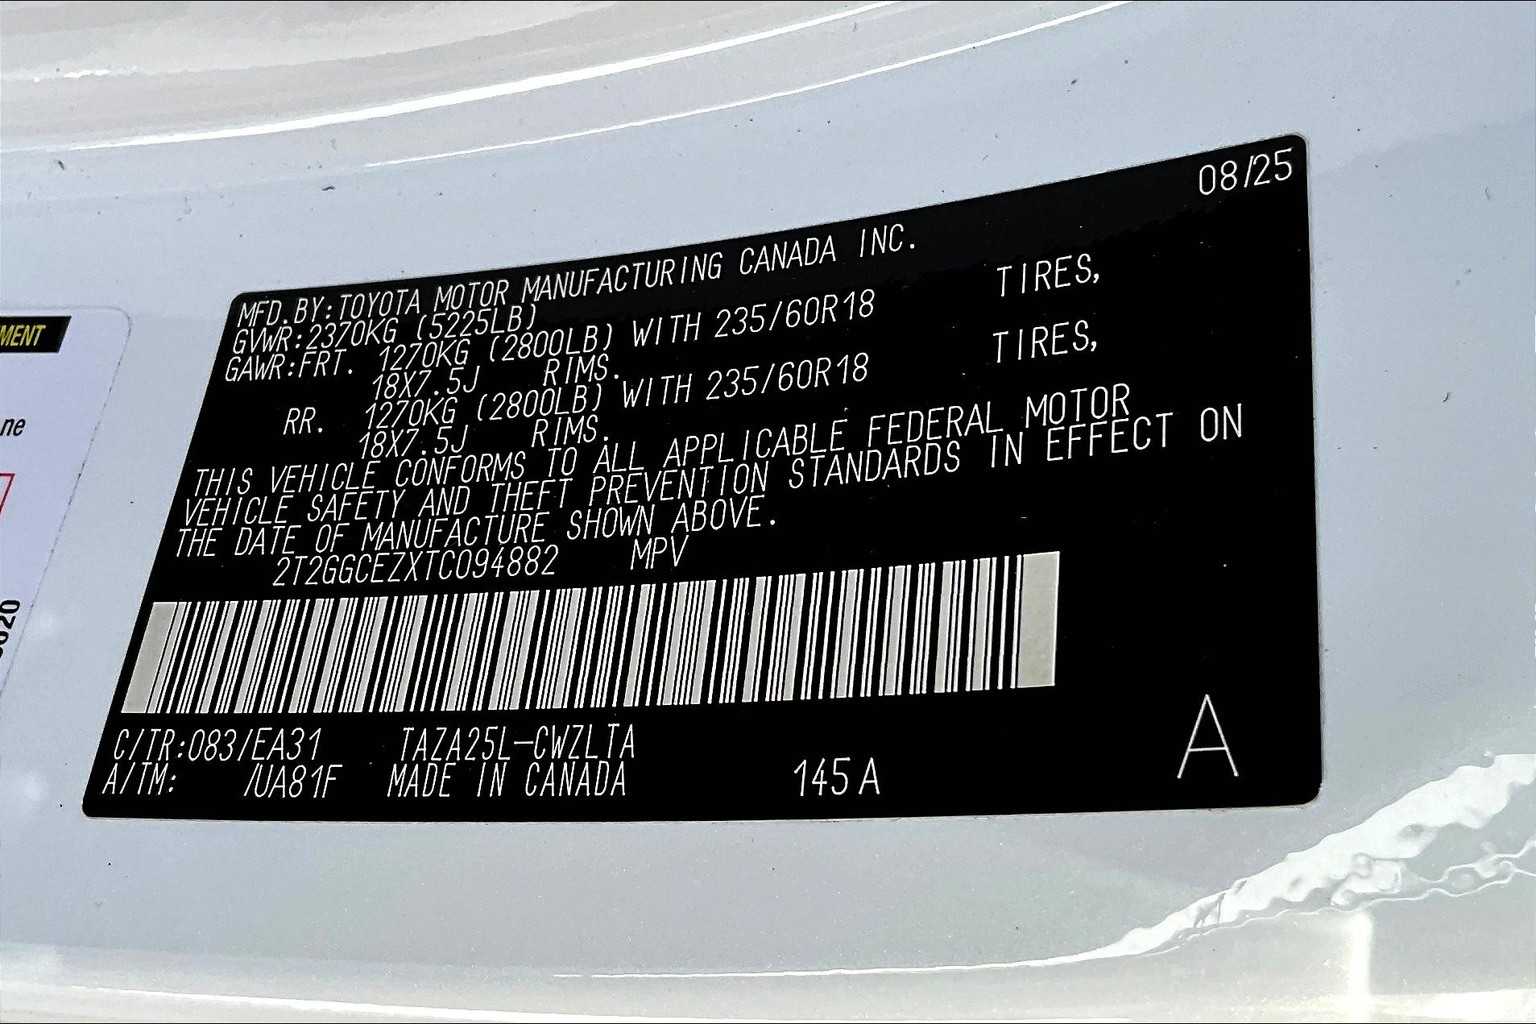 08/25
MFD.BY:TOYOTA MOTOR MANUFACTURING CANADA INC.
GVWR:2370KG (5225LB)
GAWR:FRT. 1270KG (2800LB) WITH 235/60R18 TIRES,
18X7.5J RIMS.
RR. 1270KG (2800LB) WITH 235/60R18 TIRES,
18X7.5J RIMS.
THIS VEHICLE CONFORMS TO ALL APPLICABLE FEDERAL MOTOR
VEHICLE SAFETY AND THEFT PREVENTION STANDARDS IN EFFECT ON
THE DATE OF MANUFACTURE SHOWN ABOVE.
2T2GGCEZXTC094882 MPV
C/TR:083/EA31 TAZA25L-CWZLTA
A/TM: /UA81F MADE IN CANADA 145A
A